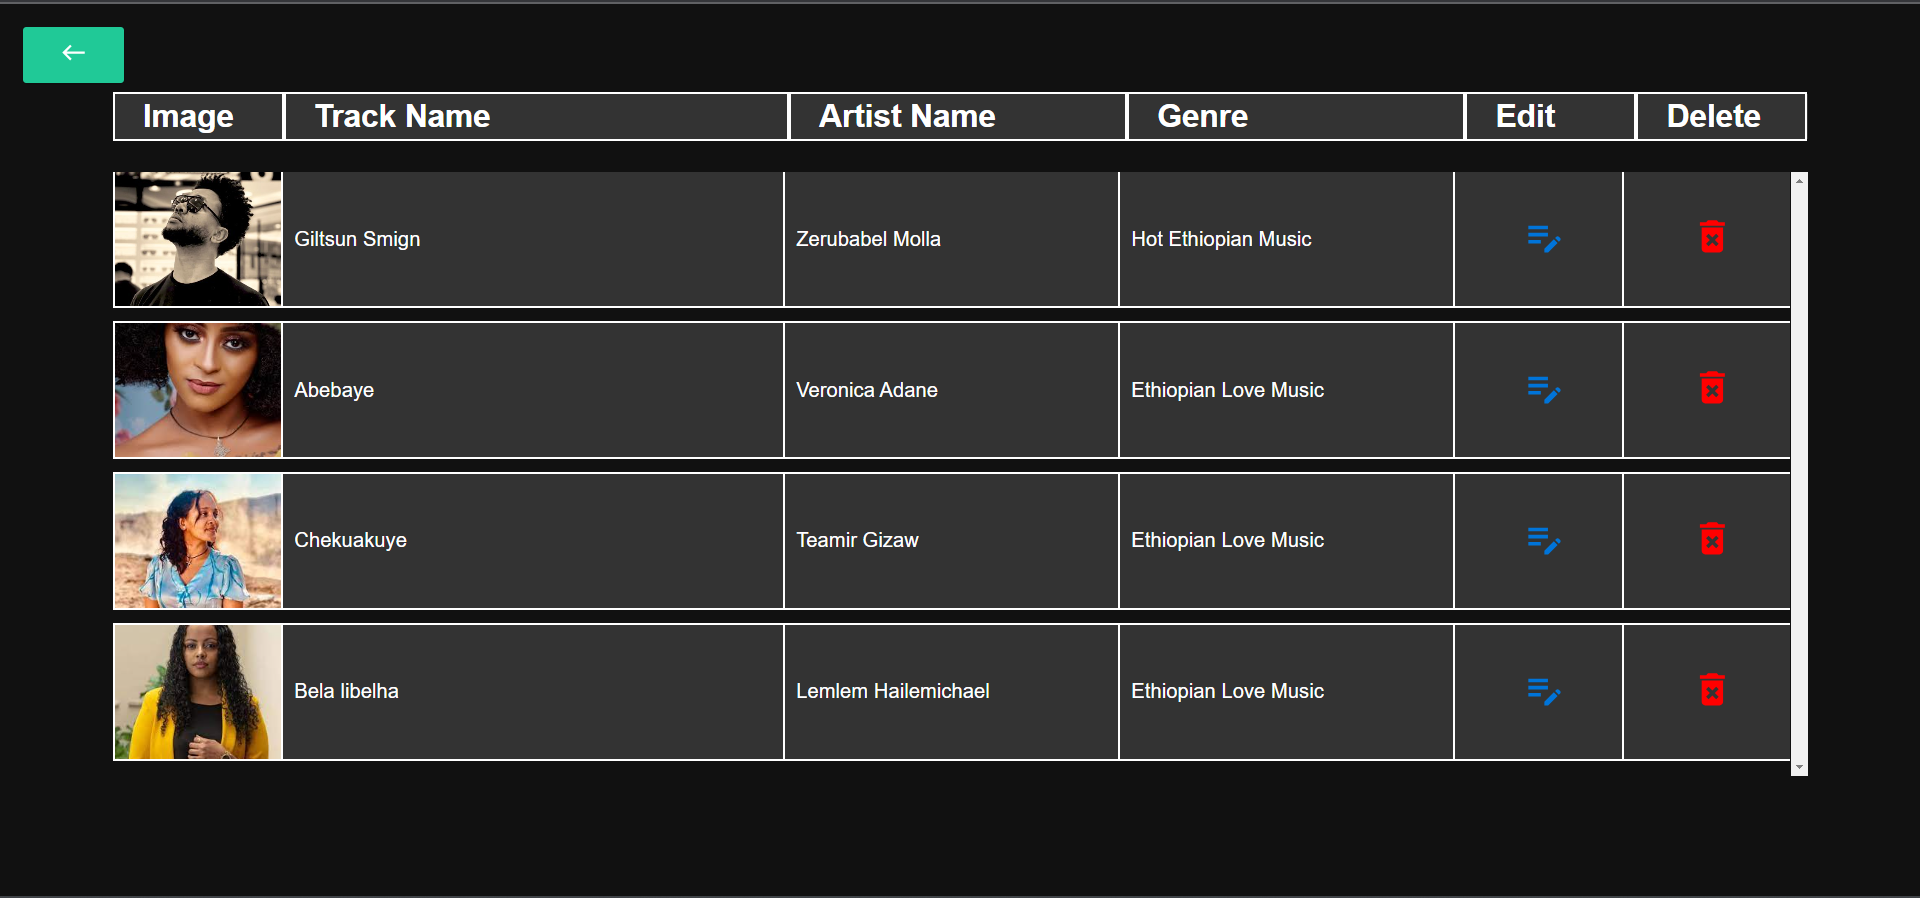 Image Track Name Artist Name Genre Edit Delete
Giltsun Smign Zerubabel Molla Hot Ethiopian Music
Abebaye Veronica Adane Ethiopian Love Music
Chekuakuye Teamir Gizaw Ethiopian Love Music
Bela libelha Lemlem Hailemichael Ethiopian Love Music